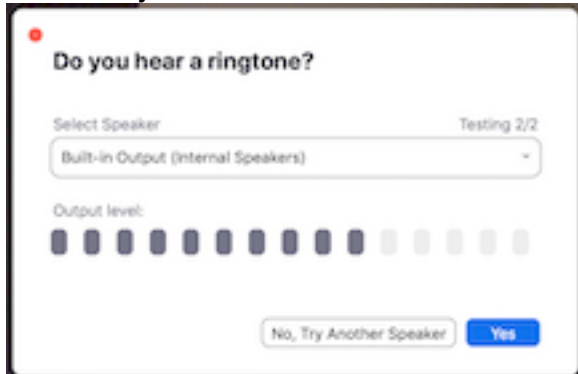 Do you hear a ringtone?
Select Speaker Testing 2/2
Built-in Output (Internal Speakers)
Output level:
No, Try Another Speaker Yes